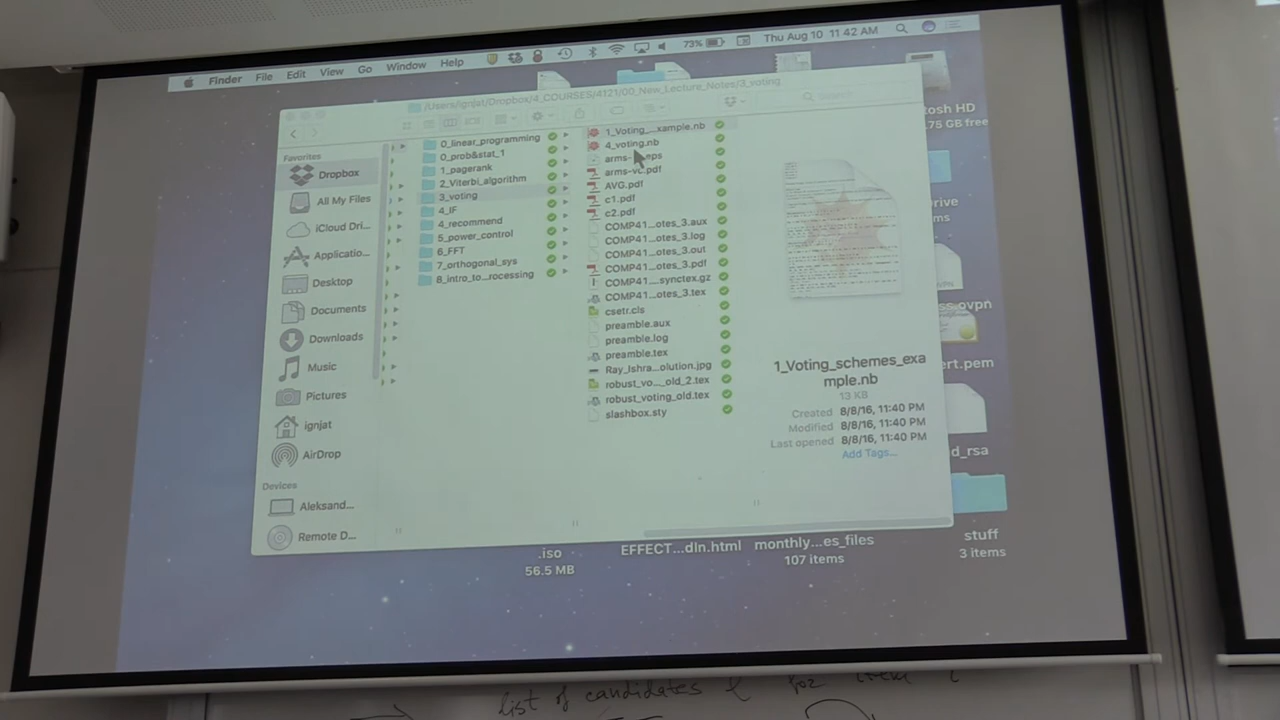 Finder File Edit View Go Window Help 73% Thu Aug 10 11:42 AM
/Users/ignjat/Dropbox/4_COURSES/4121/00_New_Lecture_Notes/3_voting
Search
Favorites
Dropbox
All My Files
iCloud Dri...
Applicatio...
Desktop
Documents
Downloads
Music
Pictures
ignjat
AirDrop
Devices
Aleksand...
Remote D...
0_linear_programming
0_prob&stat_1
1_pagerank
2_Viterbi_algorithm
3_voting
4_IF
4_recommend
5_power_control
6_FFT
7_orthogonal_sys
8_intro_to...rocessing
1_Voting_...xample.nb
4_voting.nb
arms-
eps
arms-vc.pdf
AVG.pdf
c1.pdf
c2.pdf
COMP41...otes_3.aux
COMP41...otes_3.log
COMP41...otes_3.out
COMP41...otes_3.pdf
COMP41....synctex.gz
COMP41...otes_3.tex
csetr.cls
preamble.aux
preamble.log
preamble.tex
Ray_Ishra...olution.jpg
robust_vo..._old_2.tex
robust_voting_old.tex
slashbox.sty
1_Voting_schemes_exa
mple.nb
13 KB
Created 8/8/16, 11:40 PM
Modified 8/8/16, 11:40 PM
Last opened 8/8/16, 11:40 PM
Add Tags...
tosh HD
.75 GB free
rive
ms
ovpn
ert.pem
d_rsa
stuff
3 items
.iso
56.5 MB
EFFECT...dln.html
monthly...es_files
107 items
list of candidates for item